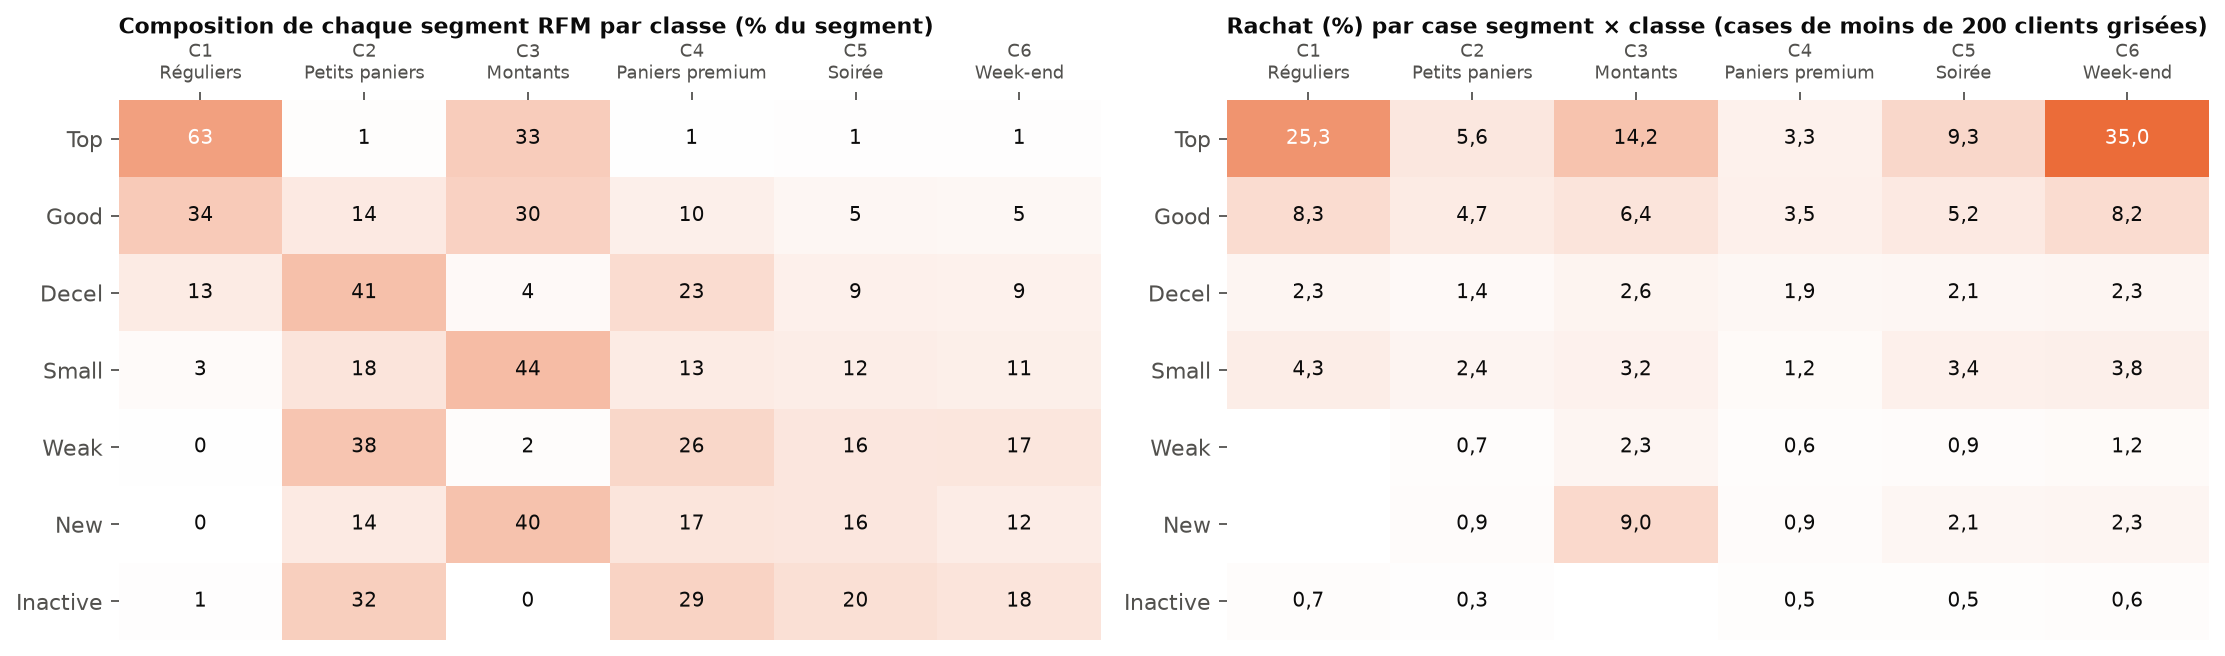 Composition de chaque segment RFM par classe (% du segment)
C1 C2 C3 C4 C5 C6
Réguliers Petits paniers Montants Paniers premium Soirée Week-end
Top 63 1 33 1 1 1
Good 34 14 30 10 5 5
Decel 13 41 4 23 9 9
Small 3 18 44 13 12 11
Weak 0 38 2 26 16 17
New 0 14 40 17 16 12
Inactive 1 32 0 29 20 18
Rachat (%) par case segment × classe (cases de moins de 200 clients grisées)
C1 C2 C3 C4 C5 C6
Réguliers Petits paniers Montants Paniers premium Soirée Week-end
Top 25,3 5,6 14,2 3,3 9,3 35,0
Good 8,3 4,7 6,4 3,5 5,2 8,2
Decel 2,3 1,4 2,6 1,9 2,1 2,3
Small 4,3 2,4 3,2 1,2 3,4 3,8
Weak 0,7 2,3 0,6 0,9 1,2
New 0,9 9,0 0,9 2,1 2,3
Inactive 0,7 0,3 0,5 0,5 0,6